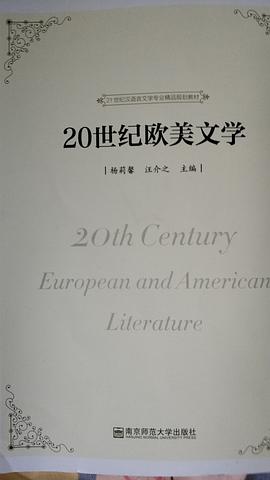 21世纪汉语言文学专业精品规划教材
20世纪欧美文学
杨莉馨 汪介之 主编
20th Century
European and American
Literature
南京师范大学出版社
NANJING NORMAL UNIVERSITY PRESS